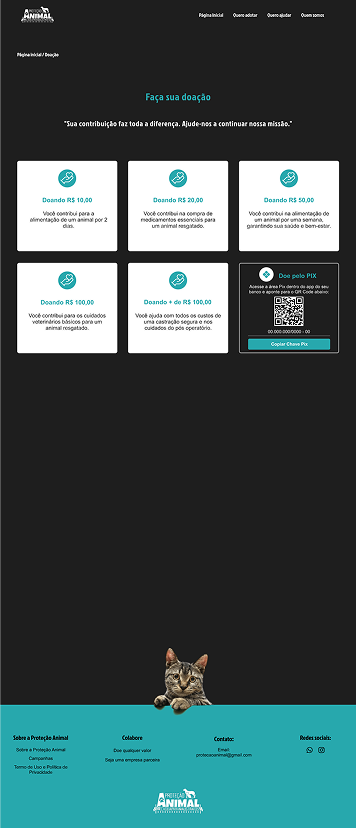 PROTEÇÃO
ANIMAL
Página inicial
Quero adotar
Quero ajudar
Quem somos
Página inicial / Doação
Faça sua doação
"Sua contribuição faz toda a diferença. Ajude-nos a continuar nossa missão."
Doando R$ 10,00
Você contribui para a
alimentação de um animal por 2
dias.
Doando R$ 20,00
Você contribui na compra de
medicamentos essenciais para
um animal resgatado.
Doando R$ 50,00
Você contribui na alimentação de
um animal por uma semana,
garantindo sua saúde e bem-estar.
Doando R$ 100,00
Você contribui para os cuidados
veterinários básicos para um
animal resgatado.
Doando + de R$ 100,00
Você ajuda com todos os custos de
uma castração segura e nos
cuidados do pós operatório.
Doe pelo PIX
Acesse a área Pix dentro do app do seu
banco e aponte para o QR Code abaixo:
00.000.000/0000 - 00
Copiar Chave Pix
Sobre a Proteção Animal
Sobre a Proteção Animal
Campanhas
Termo de Uso e Política de
Privacidade
Colabore
Doe qualquer valor
Seja uma empresa parceira
Contato:
Email:
protecaoanimal@gmail.com
Redes sociais:
PROTEÇÃO
ANIMAL